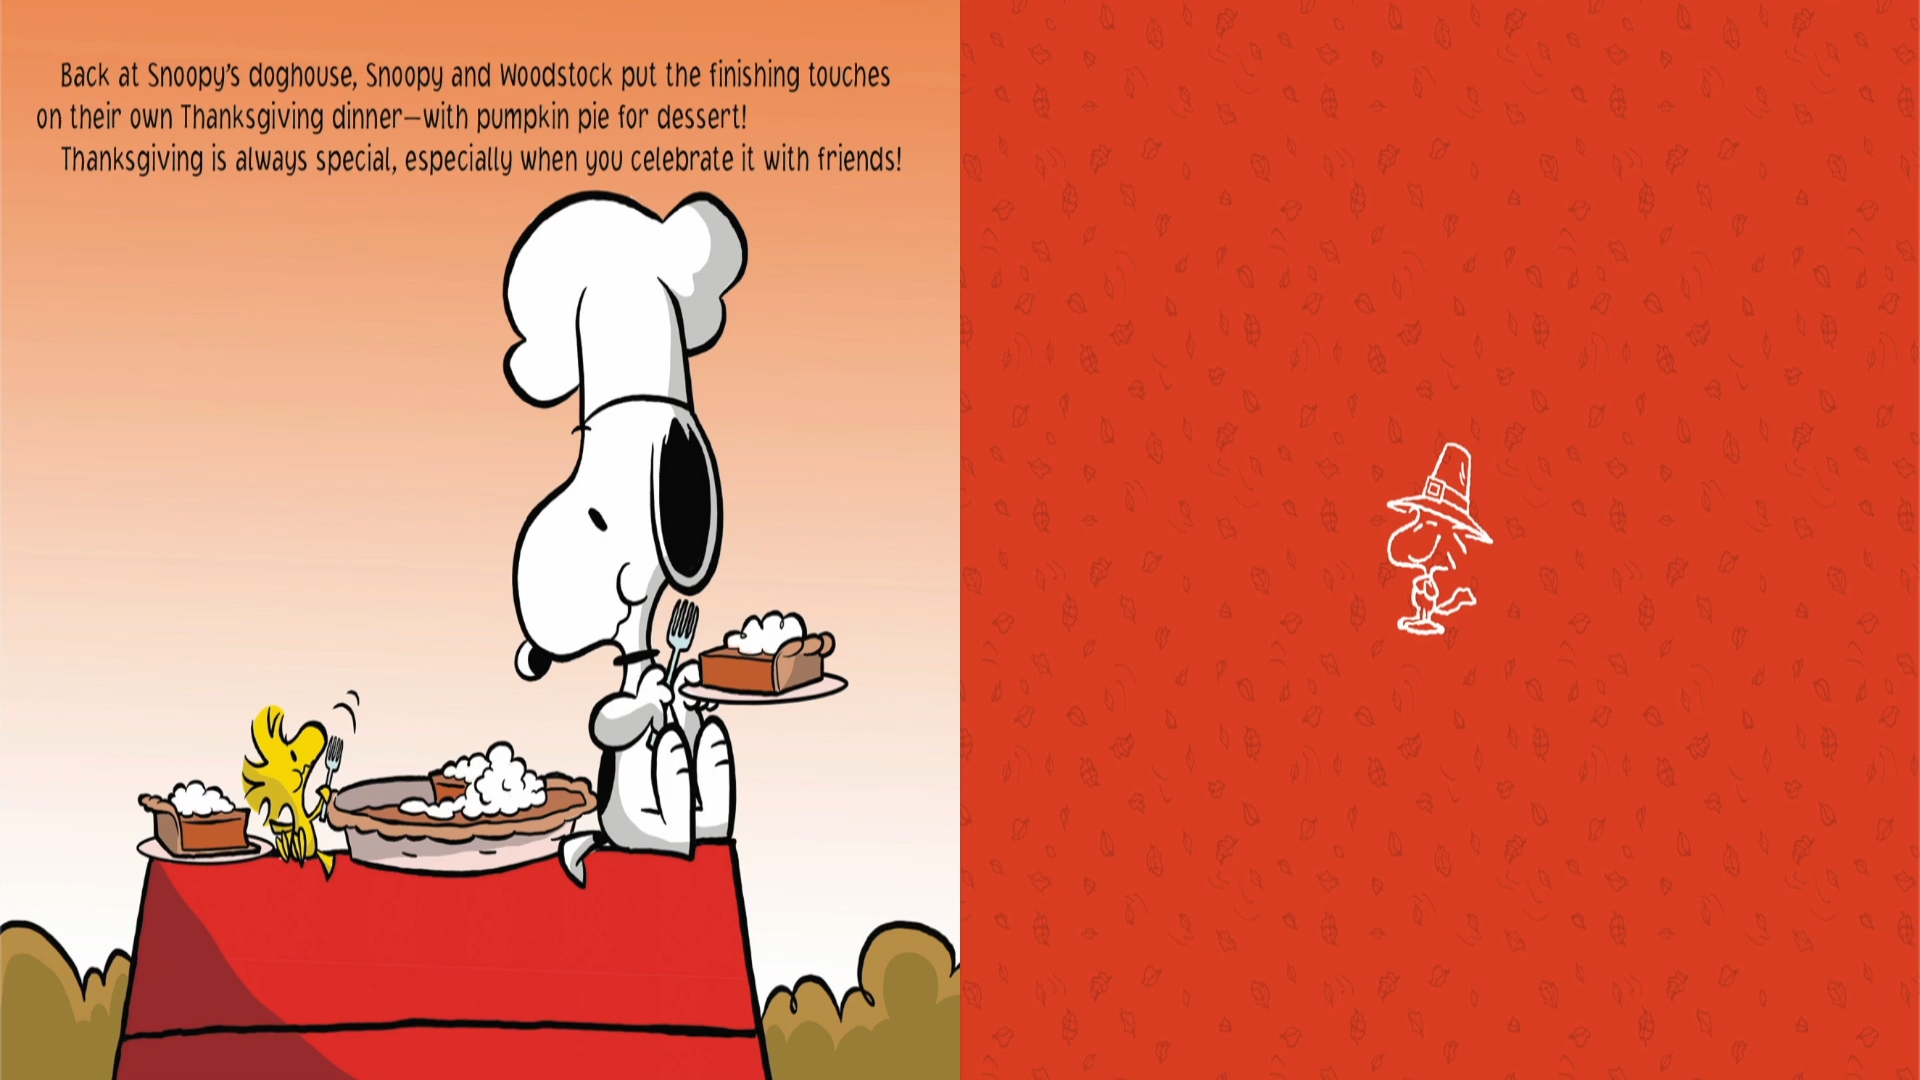 Back at Snoopy's doghouse, Snoopy and Woodstock put the finishing touches
on their own Thanksgiving dinner—with pumpkin pie for dessert!
Thanksgiving is always special, especially when you celebrate it with friends!